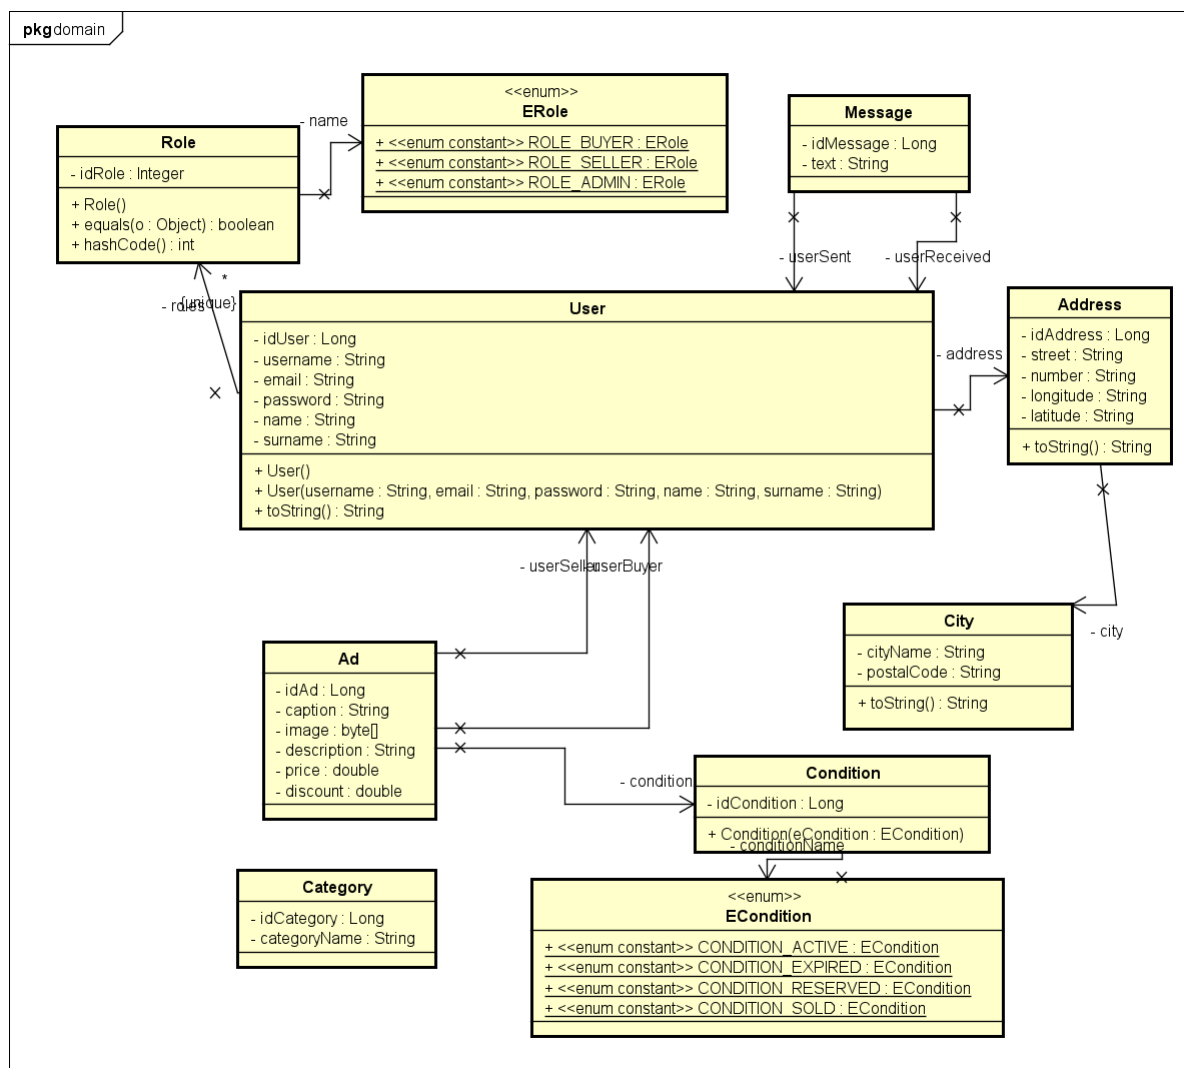 pkg domain
Role
- idRole : Integer
+ Role()
+ equals(o : Object) : boolean
+ hashCode() : int
- name
<<enum>>
ERole
+ <<enum constant>> ROLE_BUYER : ERole
+ <<enum constant>> ROLE_SELLER : ERole
+ <<enum constant>> ROLE_ADMIN : ERole
Message
- idMessage : Long
- text : String
- userSent
- userReceived
*
- roles
{unique}
User
- idUser : Long
- username : String
- email : String
- password : String
- name : String
- surname : String
+ User()
+ User(username : String, email : String, password : String, name : String, surname : String)
+ toString() : String
- address
Address
- idAddress : Long
- street : String
- number : String
- longitude : String
- latitude : String
+ toString() : String
- city
City
- cityName : String
- postalCode : String
+ toString() : String
- userSeller
- userBuyer
Ad
- idAd : Long
- caption : String
- image : byte[]
- description : String
- price : double
- discount : double
- condition
Condition
- idCondition : Long
+ Condition(eCondition : ECondition)
- conditionName
Category
- idCategory : Long
- categoryName : String
<<enum>>
ECondition
+ <<enum constant>> CONDITION_ACTIVE : ECondition
+ <<enum constant>> CONDITION_EXPIRED : ECondition
+ <<enum constant>> CONDITION_RESERVED : ECondition
+ <<enum constant>> CONDITION_SOLD : ECondition